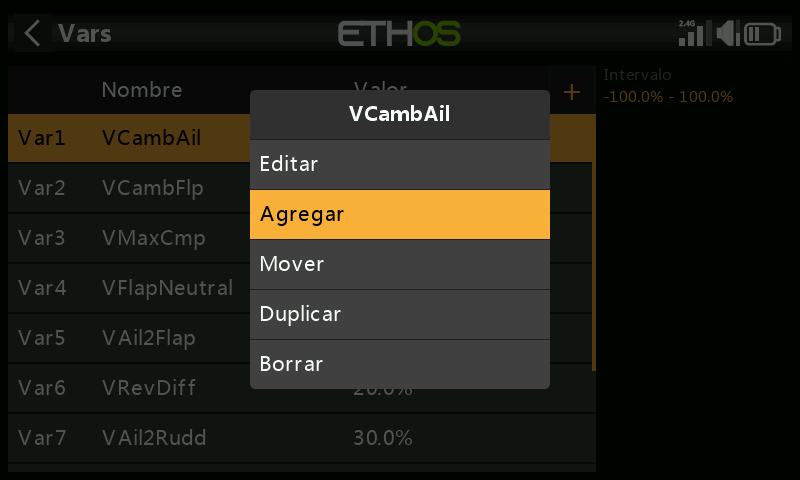 Vars
ETHOS
2.4G
Nombre Valor +
Intervalo
-100.0% - 100.0%
VCambAil
Editar
Agregar
Mover
Duplicar
Borrar
Var1 VCambAil
Var2 VCambFlp
Var3 VMaxCmp
Var4 VFlapNeutral
Var5 VAil2Flap
Var6 VRevDiff 20.0%
Var7 VAil2Rudd 30.0%